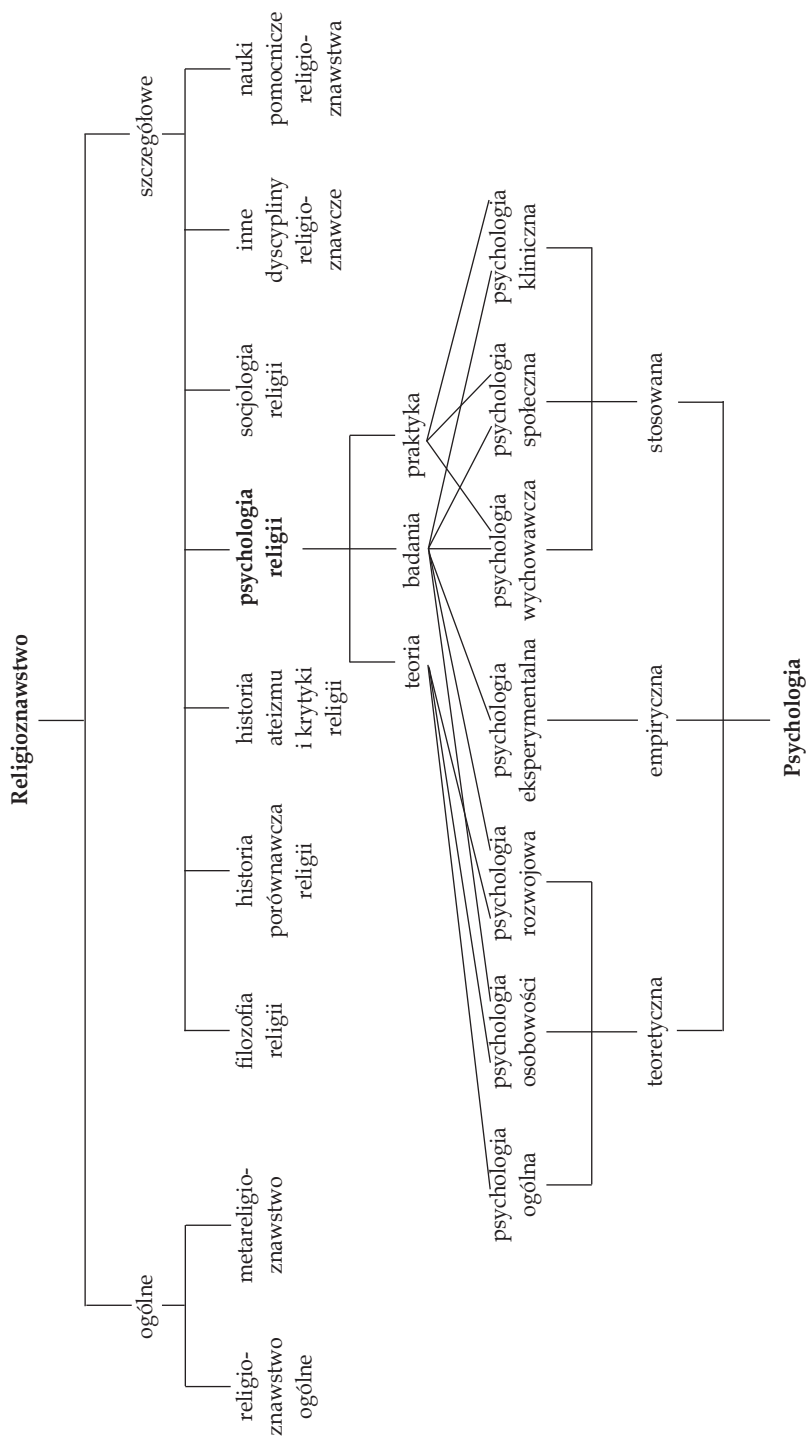 Religioznawstwo
ogólne
szczegółowe
religio-
znawstwo
ogólne
metareligio-
znawstwo
filozofia
religii
historia
porównawcza
religii
historia
ateizmu
i krytyki
religii
psychologia
religii
socjologia
religii
inne
dyscypliny
religio-
znawcze
nauki
pomocnicze
religio-
znawstwa
teoria
badania
praktyka
psychologia
ogólna
psychologia
osobowości
psychologia
rozwojowa
psychologia
eksperymentalna
psychologia
wychowawcza
psychologia
społeczna
psychologia
kliniczna
teoretyczna
empiryczna
stosowana
Psychologia